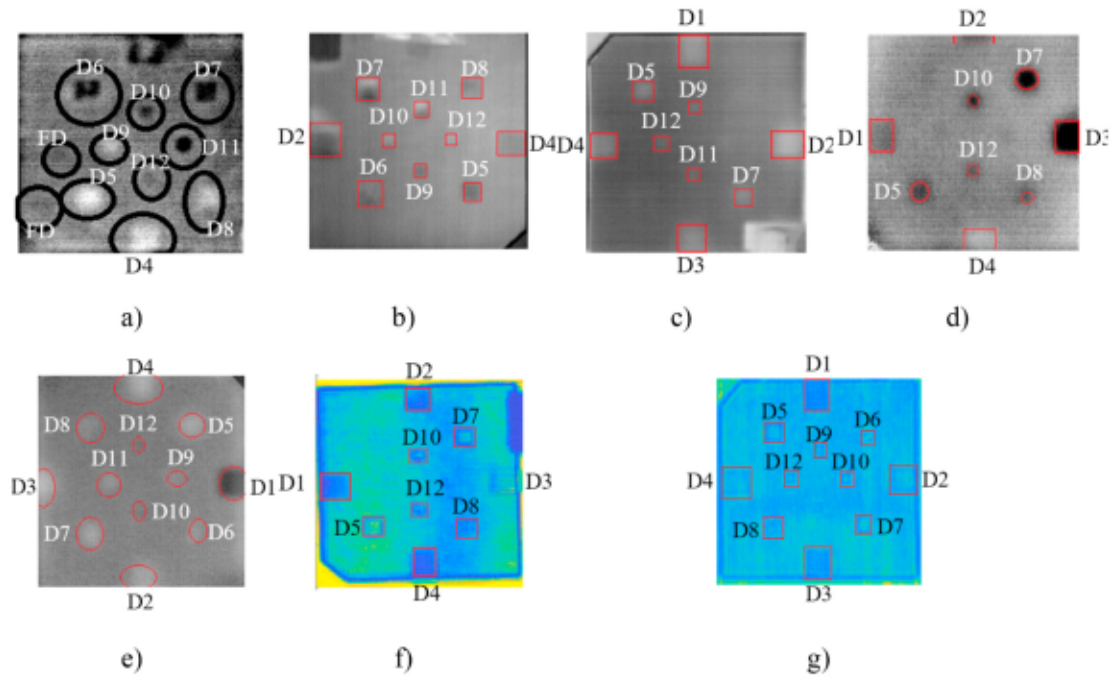 D6 D7
D10
FD D9
D12 D11
D5
FD D8
D4
a)
D7 D8
D11
D10 D12
D2 D4
D6 D5
D9
b)
D1
D5
D9
D12
D4 D2
D11
D7
D3
c)
D2
D7
D10
D1 D3
D12
D8
D5
D4
d)
D4
D8 D12 D5
D11 D9
D3 D1
D10
D7 D6
D2
e)
D2
D7
D10
D1 D3
D12
D5 D8
D4
f)
D1
D5 D6
D9
D12 D10
D4 D2
D8 D7
D3
g)